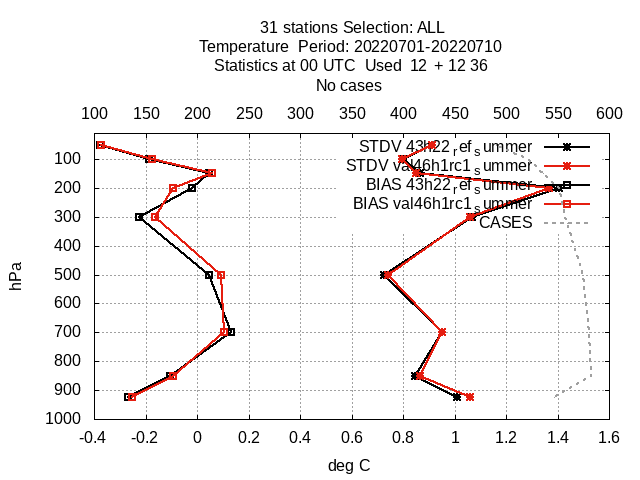 31 stations Selection: ALL
Temperature Period: 20220701-20220710
Statistics at 00 UTC Used 12 + 12 36
No cases
100 150 200 250 300 350 400 450 500 550 600
STDV 43h22_ref_summer
STDV val46h1rc1_summer
BIAS 43h22_ref_summer
BIAS val46h1rc1_summer
CASES
hPa
100
200
300
400
500
600
700
800
900
1000
-0.4 -0.2 0 0.2 0.4 0.6 0.8 1 1.2 1.4 1.6
deg C